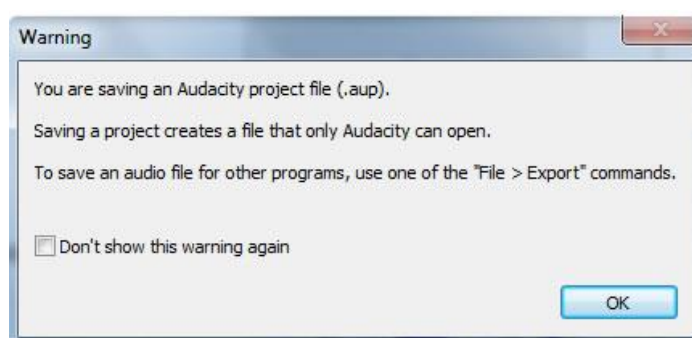 Warning
You are saving an Audacity project file (.aup).
Saving a project creates a file that only Audacity can open.
To save an audio file for other programs, use one of the "File > Export" commands.
Don't show this warning again
OK